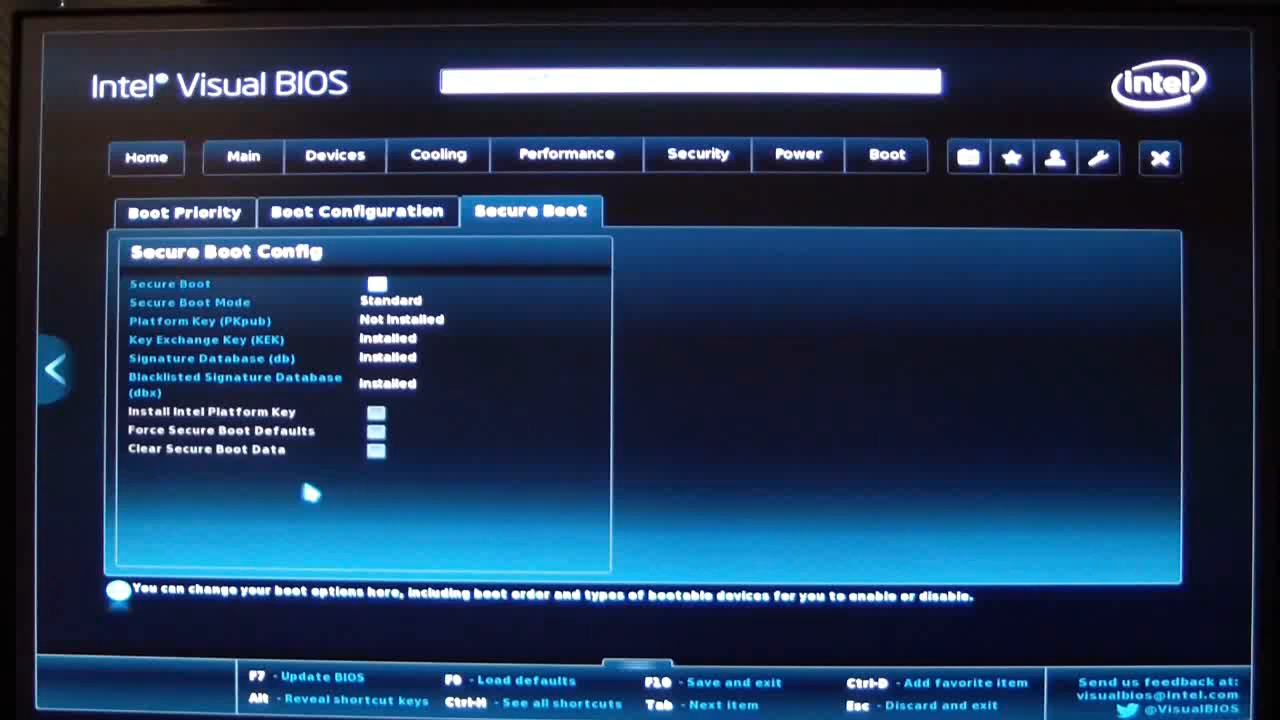 Intel® Visual BIOS
intel
Home Main Devices Cooling Performance Security Power Boot
Boot Priority Boot Configuration Secure Boot
Secure Boot Config
Secure Boot
Secure Boot Mode Standard
Platform Key (PKpub) Not Installed
Key Exchange Key (KEK) Installed
Signature Database (db) Installed
Blacklisted Signature Database Installed
(dbx)
Install Intel Platform Key
Force Secure Boot Defaults
Clear Secure Boot Data
You can change your boot options here, including boot order and types of bootable devices for you to enable or disable.
F7 - Update BIOS F9 - Load defaults F10 - Save and exit Ctrl-D - Add favorite item
Alt - Reveal shortcut keys Ctrl-H - See all shortcuts Tab - Next item Esc - Discard and exit
Send us feedback at:
visualbios@intel.com
@VisualBIOS